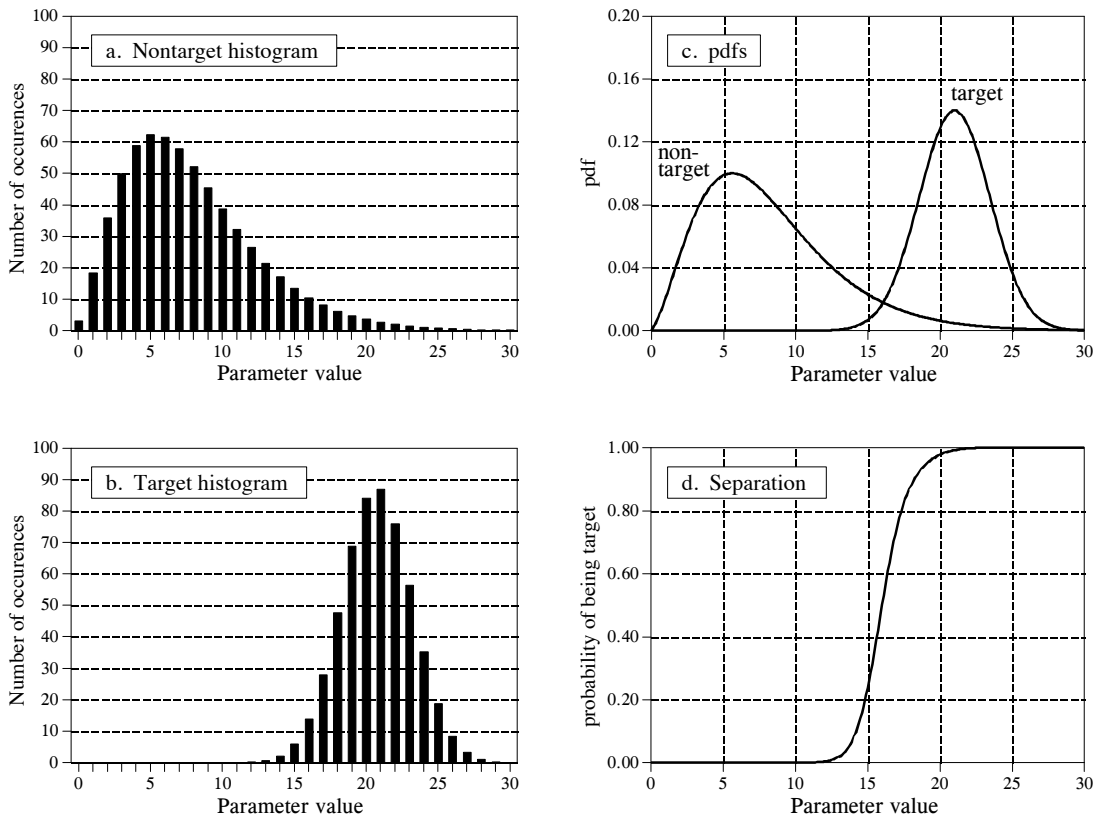 a. Nontarget histogram
Number of occurences
100
90
80
70
60
50
40
30
20
10
0
0 5 10 15 20 25 30
Parameter value
c. pdfs
pdf
0.20
0.16
0.12
0.08
0.04
0.00
non-
target
target
0 5 10 15 20 25 30
Parameter value
b. Target histogram
Number of occurences
100
90
80
70
60
50
40
30
20
10
0
0 5 10 15 20 25 30
Parameter value
d. Separation
probability of being target
1.00
0.80
0.60
0.40
0.20
0.00
0 5 10 15 20 25 30
Parameter value